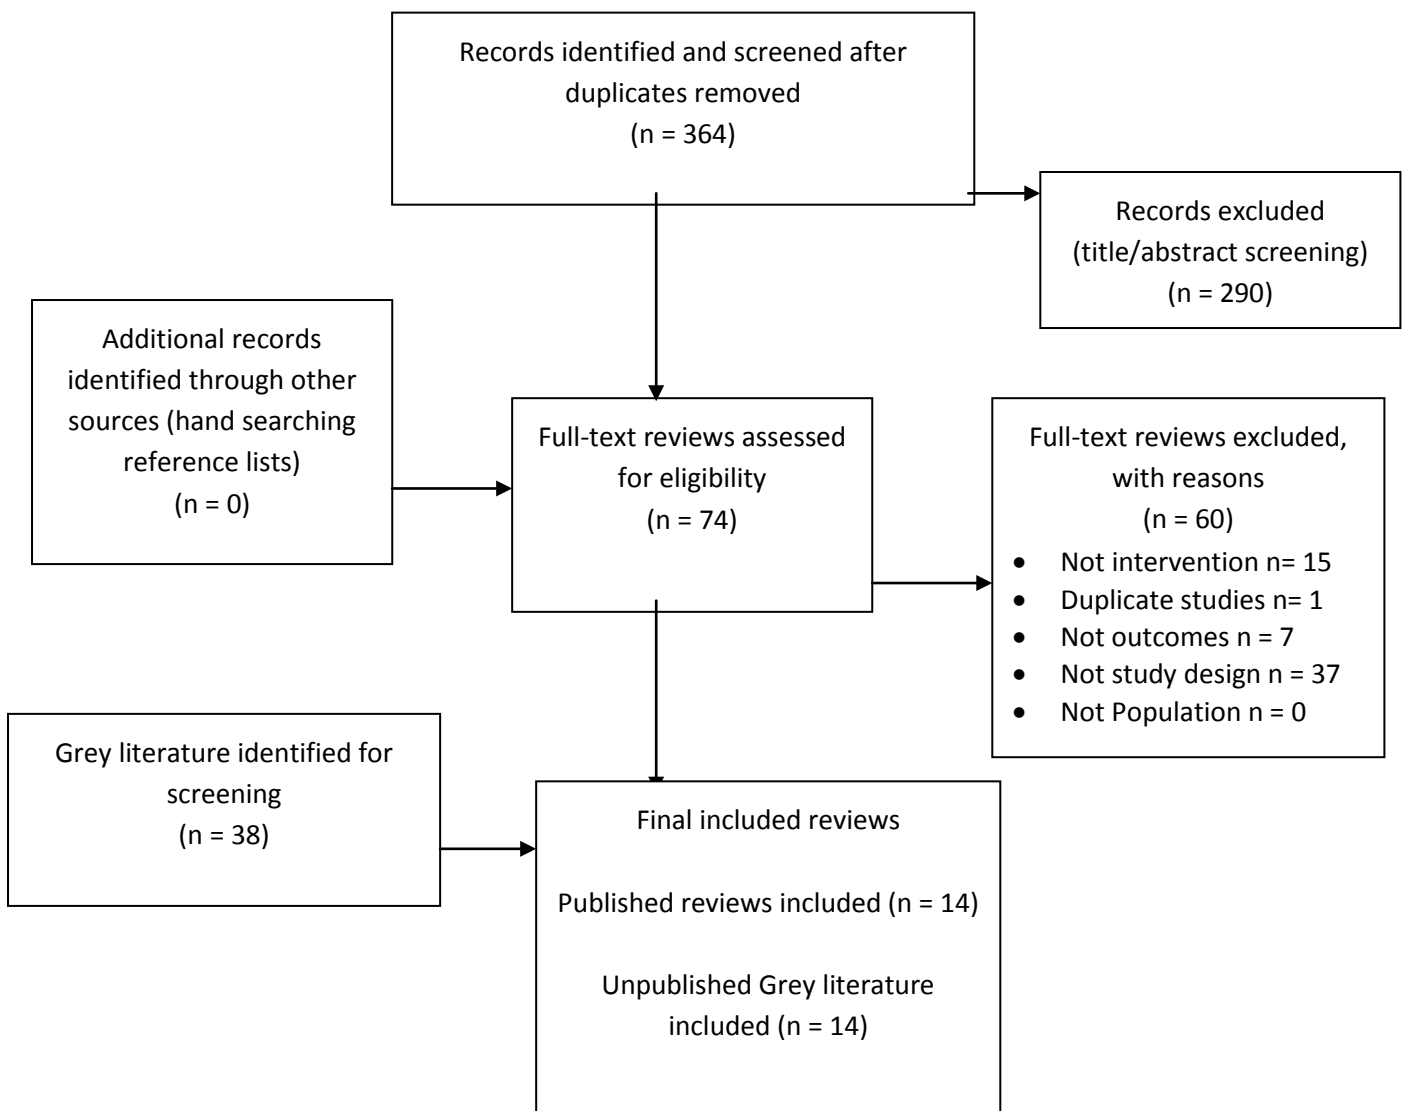 Records identified and screened after
duplicates removed
(n = 364)
Records excluded
(title/abstract screening)
(n = 290)
Additional records
identified through other
sources (hand searching
reference lists)
(n = 0)
Full-text reviews assessed
for eligibility
(n = 74)
Full-text reviews excluded,
with reasons
(n = 60)
• Not intervention n= 15
• Duplicate studies n= 1
• Not outcomes n = 7
• Not study design n = 37
• Not Population n = 0
Grey literature identified for
screening
(n = 38)
Final included reviews
Published reviews included (n = 14)
Unpublished Grey literature
included (n = 14)